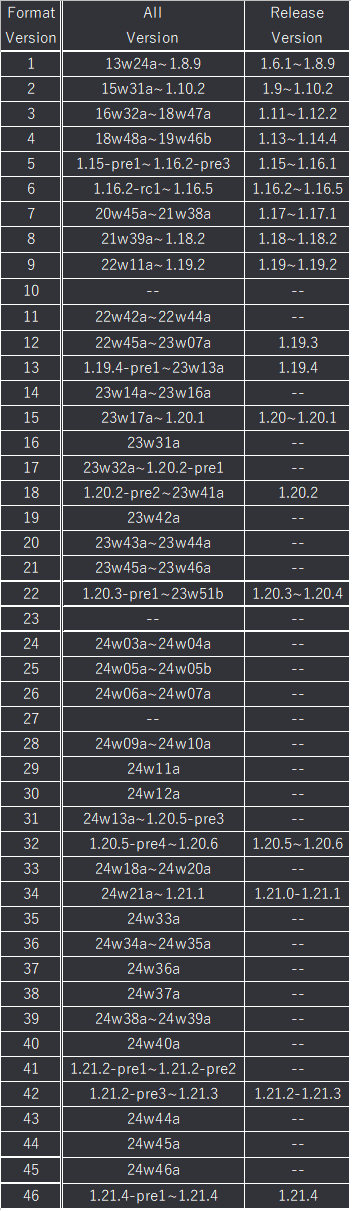 Format All Release
Version Version Version
1 13w24a~1.8.9 1.6.1~1.8.9
2 15w31a~1.10.2 1.9~1.10.2
3 16w32a~18w47a 1.11~1.12.2
4 18w48a~19w46b 1.13~1.14.4
5 1.15-pre1~1.16.2-pre3 1.15~1.16.1
6 1.16.2-rc1~1.16.5 1.16.2~1.16.5
7 20w45a~21w38a 1.17~1.17.1
8 21w39a~1.18.2 1.18~1.18.2
9 22w11a~1.19.2 1.19~1.19.2
10 -- --
11 22w42a~22w44a --
12 22w45a~23w07a 1.19.3
13 1.19.4-pre1~23w13a 1.19.4
14 23w14a~23w16a --
15 23w17a~1.20.1 1.20~1.20.1
16 23w31a --
17 23w32a~1.20.2-pre1 --
18 1.20.2-pre2~23w41a 1.20.2
19 23w42a --
20 23w43a~23w44a --
21 23w45a~23w46a --
22 1.20.3-pre1~23w51b 1.20.3~1.20.4
23 -- --
24 24w03a~24w04a --
25 24w05a~24w05b --
26 24w06a~24w07a --
27 -- --
28 24w09a~24w10a --
29 24w11a --
30 24w12a --
31 24w13a~1.20.5-pre3 --
32 1.20.5-pre4~1.20.6 1.20.5~1.20.6
33 24w18a~24w20a --
34 24w21a~1.21.1 1.21.0-1.21.1
35 24w33a --
36 24w34a~24w35a --
37 24w36a --
38 24w37a --
39 24w38a~24w39a --
40 24w40a --
41 1.21.2-pre1~1.21.2-pre2 --
42 1.21.2-pre3~1.21.3 1.21.2-1.21.3
43 24w44a --
44 24w45a --
45 24w46a --
46 1.21.4-pre1~1.21.4 1.21.4